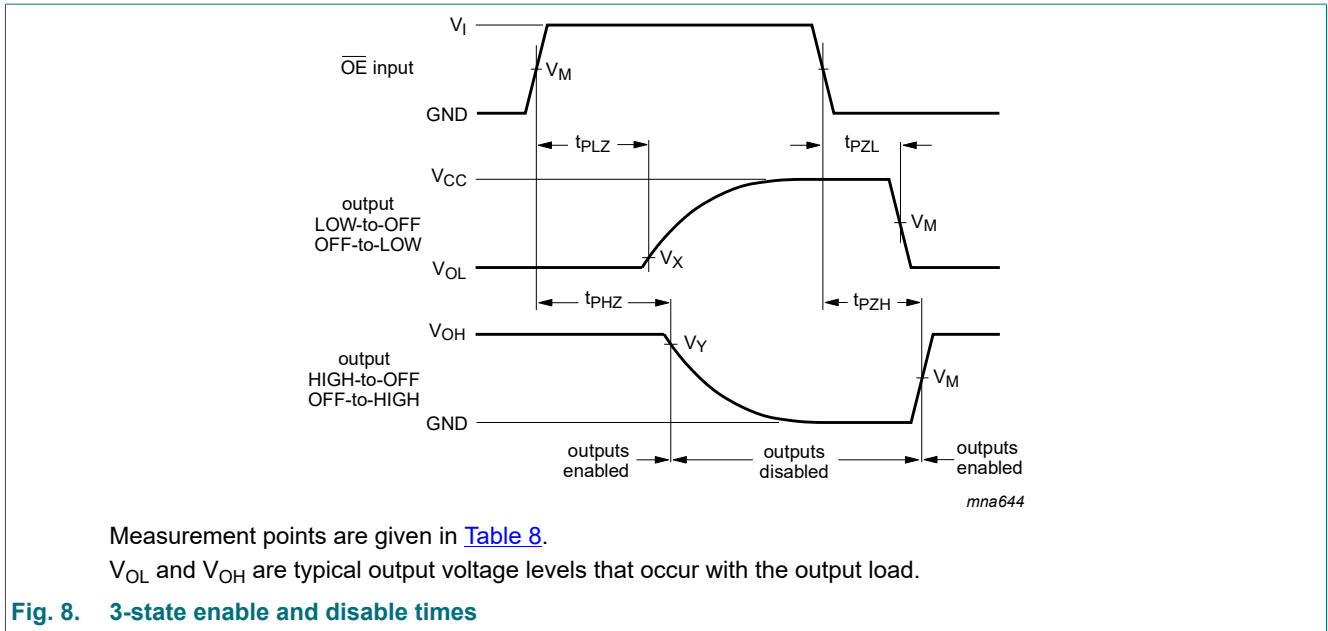 V_I
OE input
V_M
GND
t_PLZ
t_PZL
V_CC
output
LOW-to-OFF
OFF-to-LOW
V_M
V_X
V_OL
t_PHZ
t_PZH
V_OH
V_Y
output
HIGH-to-OFF
OFF-to-HIGH
V_M
GND
outputs
enabled
outputs
disabled
outputs
enabled
mna644
Measurement points are given in Table 8.
V_OL and V_OH are typical output voltage levels that occur with the output load.
Fig. 8. 3-state enable and disable times